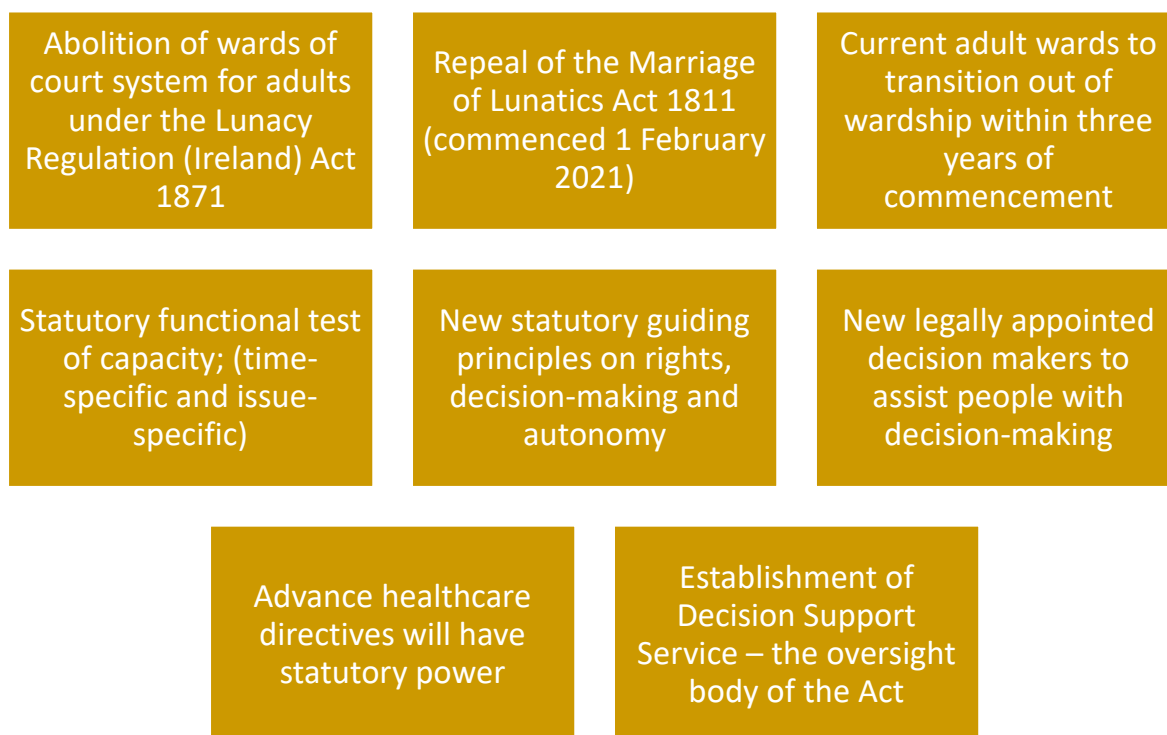 Abolition of wards of
court system for adults
under the Lunacy
Regulation (Ireland) Act
1871
Repeal of the Marriage
of Lunatics Act 1811
(commenced 1 February
2021)
Current adult wards to
transition out of
wardship within three
years of
commencement
Statutory functional test
of capacity; (time-
specific and issue-
specific)
New statutory guiding
principles on rights,
decision-making and
autonomy
New legally appointed
decision makers to
assist people with
decision-making
Advance healthcare
directives will have
statutory power
Establishment of
Decision Support
Service – the oversight
body of the Act